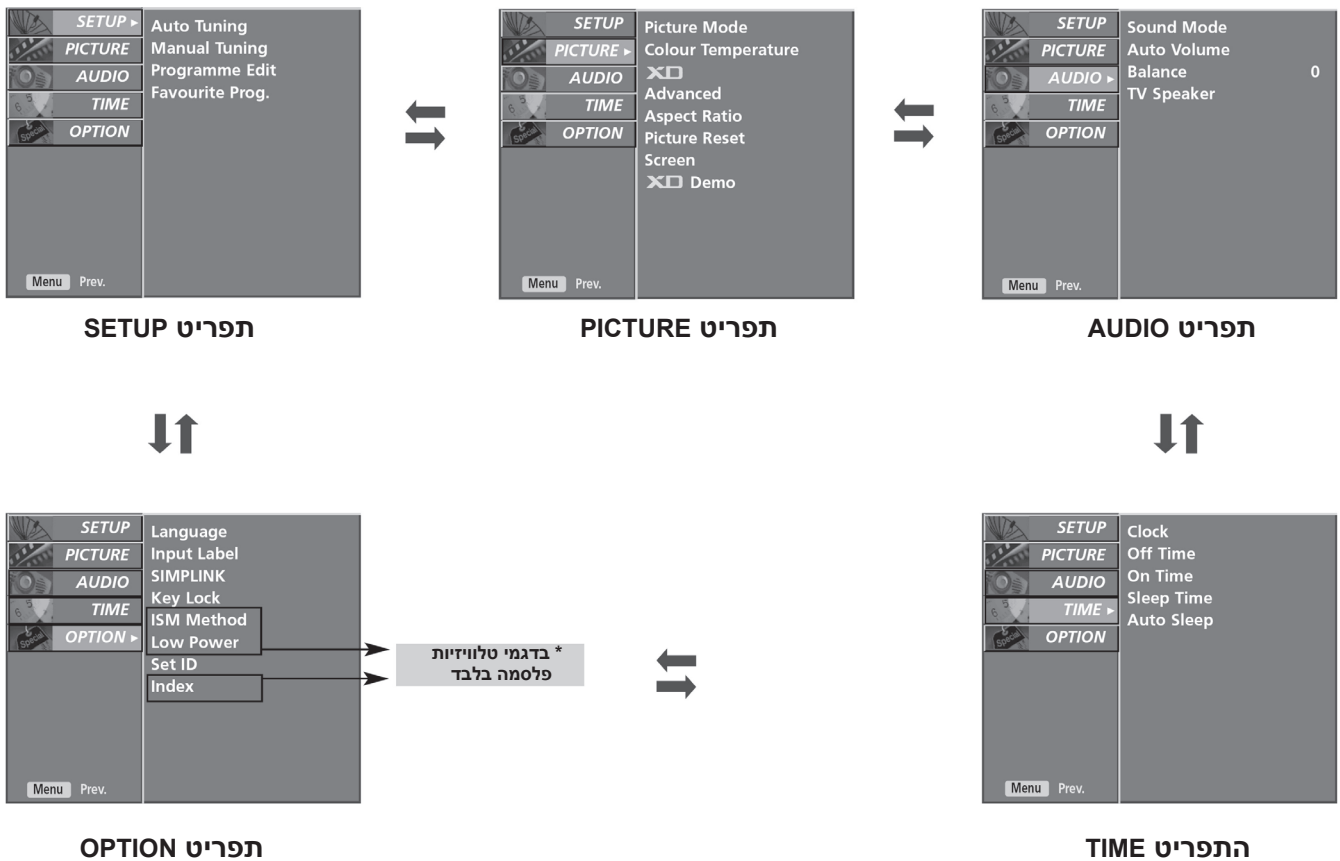 SETUP
PICTURE
AUDIO
TIME
OPTION
Auto Tuning
Manual Tuning
Programme Edit
Favourite Prog.
Menu Prev.
תפריט SETUP
SETUP
PICTURE
AUDIO
TIME
OPTION
Picture Mode
Colour Temperature
XD
Advanced
Aspect Ratio
Picture Reset
Screen
XD Demo
Menu Prev.
תפריט PICTURE
SETUP
PICTURE
AUDIO
TIME
OPTION
Sound Mode
Auto Volume
Balance 0
TV Speaker
Menu Prev.
תפריט AUDIO
SETUP
PICTURE
AUDIO
TIME
OPTION
Special
Language
Input Label
SIMPLINK
Key Lock
ISM Method
Low Power
Set ID
Index
Menu Prev.
* בדגמי טלוויזיות
פלסמה בלבד
תפריט OPTION
SETUP
PICTURE
AUDIO
TIME
OPTION
Clock
Off Time
On Time
Sleep Time
Auto Sleep
Menu Prev.
התפריט TIME